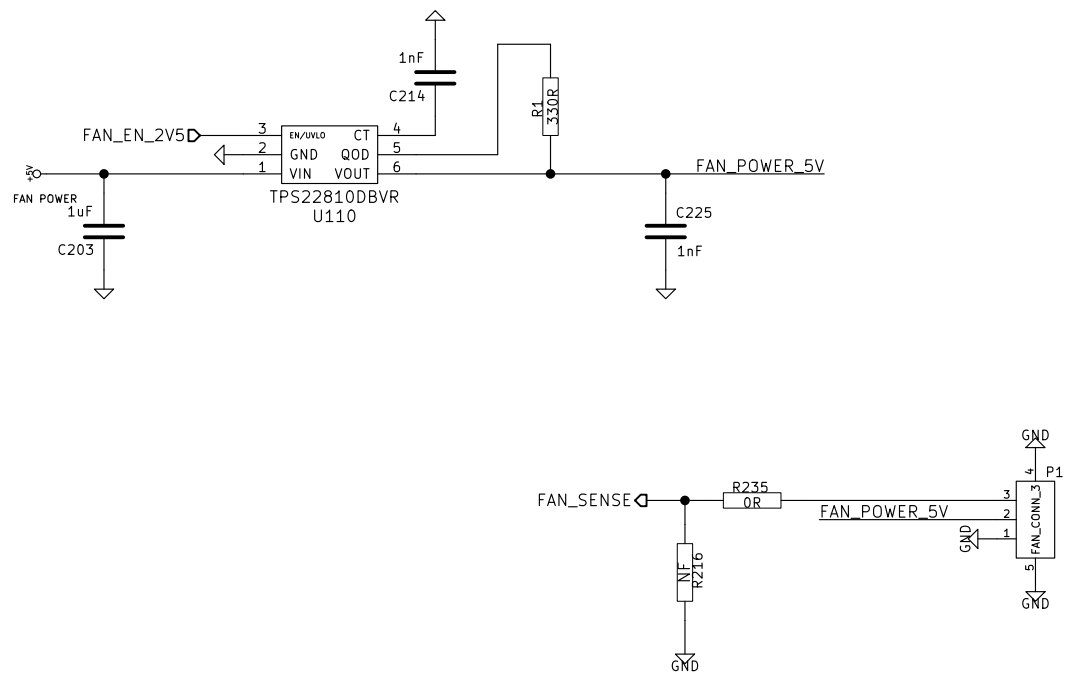 1nF
C214
R1
330R
FAN_EN_2V5
3 EN/UVLO CT 4
2 GND QOD 5
1 VIN VOUT 6
+5V
FAN POWER
TPS22810DBVR
U110
FAN_POWER_5V
1uF
C203
C225
1nF
GND
4
P1
FAN_SENSE
R235
0R
3
FAN_POWER_5V
2
GND
1
FAN_CONN_3
5
GND
NF
R216
GND